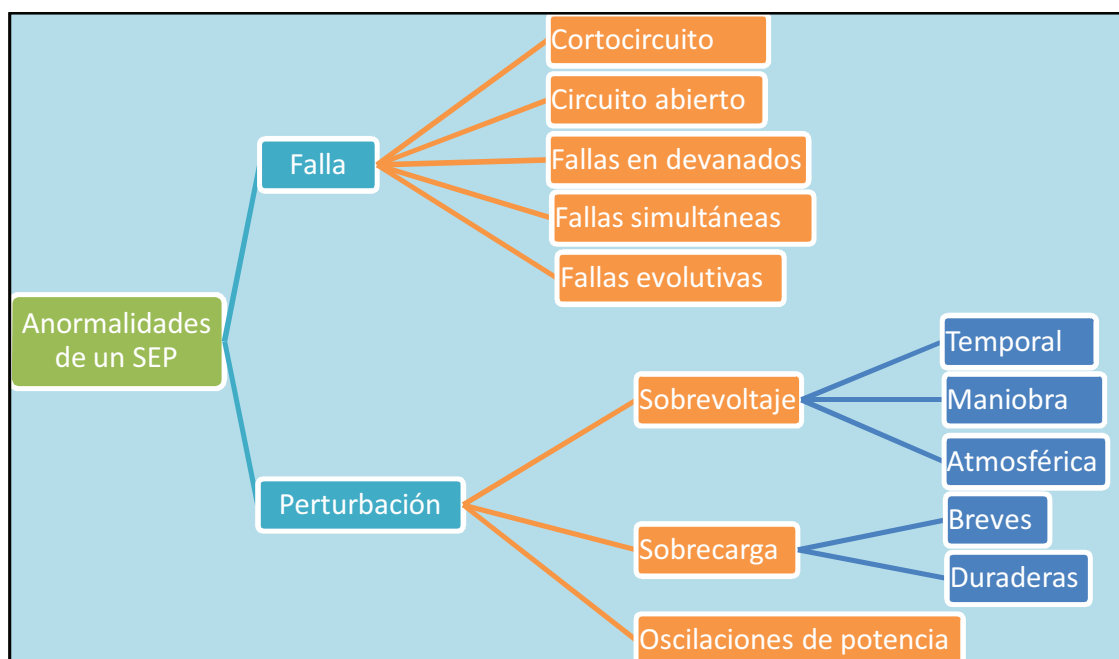 Anormalidades
de un SEP
Falla
Cortocircuito
Circuito abierto
Fallas en devanados
Fallas simultáneas
Fallas evolutivas
Perturbación
Sobrevoltaje
Temporal
Maniobra
Atmosférica
Sobrecarga
Breves
Duraderas
Oscilaciones de potencia